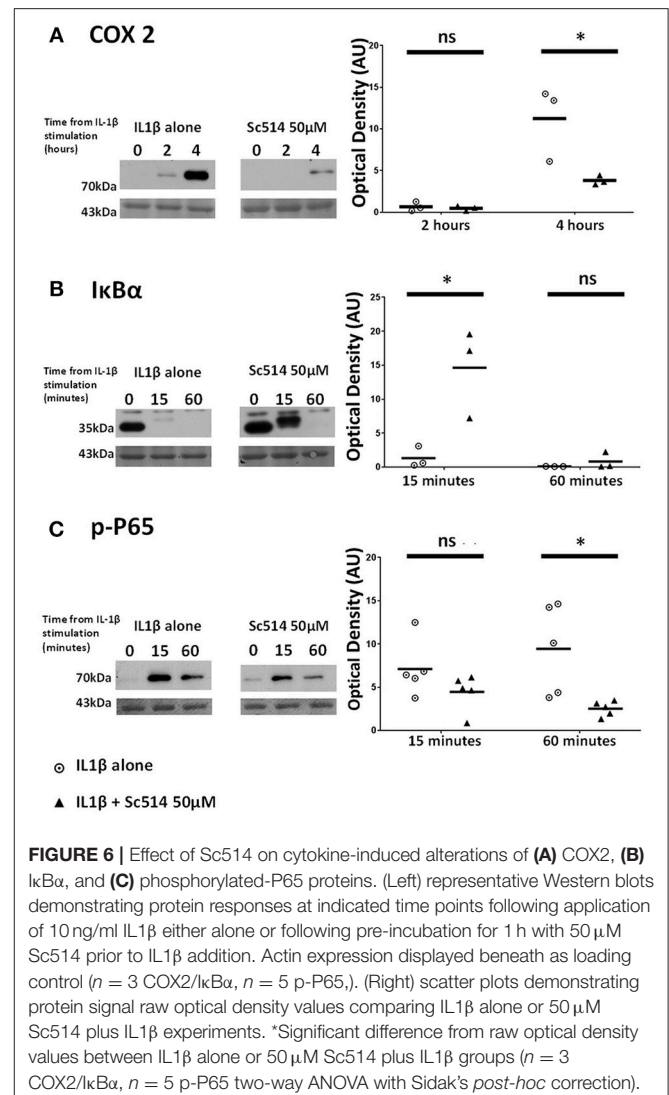 A COX 2
Time from IL-1β
stimulation
(hours)
IL1β alone
Sc514 50μM
0 2 4
0 2 4
70kDa
43kDa
Optical Density (AU)
20
15
10
5
0
ns
*
2 hours
4 hours
B IκBα
Time from IL-1β
stimulation
(minutes)
IL1β alone
Sc514 50μM
0 15 60
0 15 60
35kDa
43kDa
Optical Density (AU)
25
20
15
10
5
0
*
ns
15 minutes
60 minutes
C p-P65
Time from IL-1β
stimulation
(minutes)
IL1β alone
Sc514 50μM
0 15 60
0 15 60
70kDa
43kDa
Optical Density (AU)
20
15
10
5
0
ns
*
15 minutes
60 minutes
IL1β alone
IL1β + Sc514 50μM
FIGURE 6 | Effect of Sc514 on cytokine-induced alterations of (A) COX2, (B)
IκBα, and (C) phosphorylated-P65 proteins. (Left) representative Western blots
demonstrating protein responses at indicated time points following application
of 10 ng/ml IL1β either alone or following pre-incubation for 1 h with 50 μM
Sc514 prior to IL1β addition. Actin expression displayed beneath as loading
control (n = 3 COX2/IκBα, n = 5 p-P65,). (Right) scatter plots demonstrating
protein signal raw optical density values comparing IL1β alone or 50 μM
Sc514 plus IL1β experiments. *Significant difference from raw optical density
values between IL1β alone or 50 μM Sc514 plus IL1β groups (n = 3
COX2/IκBα, n = 5 p-P65 two-way ANOVA with Sidak's post-hoc correction).